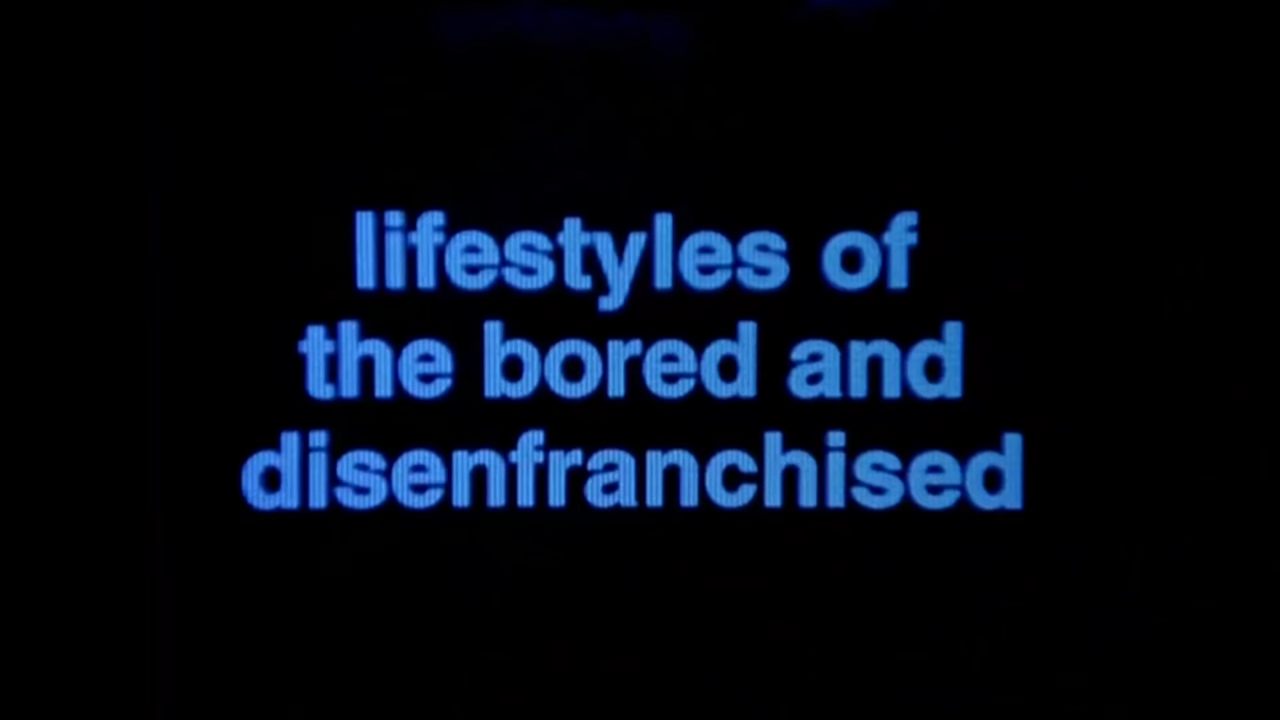 lifestyles of
the bored and
disenfranchised